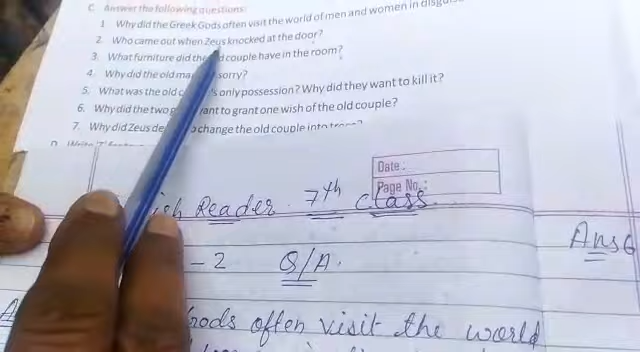 C. Answer the following questions:
1. Why did the Greek Gods often visit the world of men and women in
2. Who came out when Zeus knocked at the door?
3. What furniture did the old couple have in the room?
4. Why did the old sorry?
5. What was the old only possession? Why did they want to kill it?
6. Why did the two want to grant one wish of the old couple?
7. Why did Zeus change the old couple into
Date:
Page No.:
Reader 7th class
- 2 Q/A.
Ans 6
Gods often visit the world